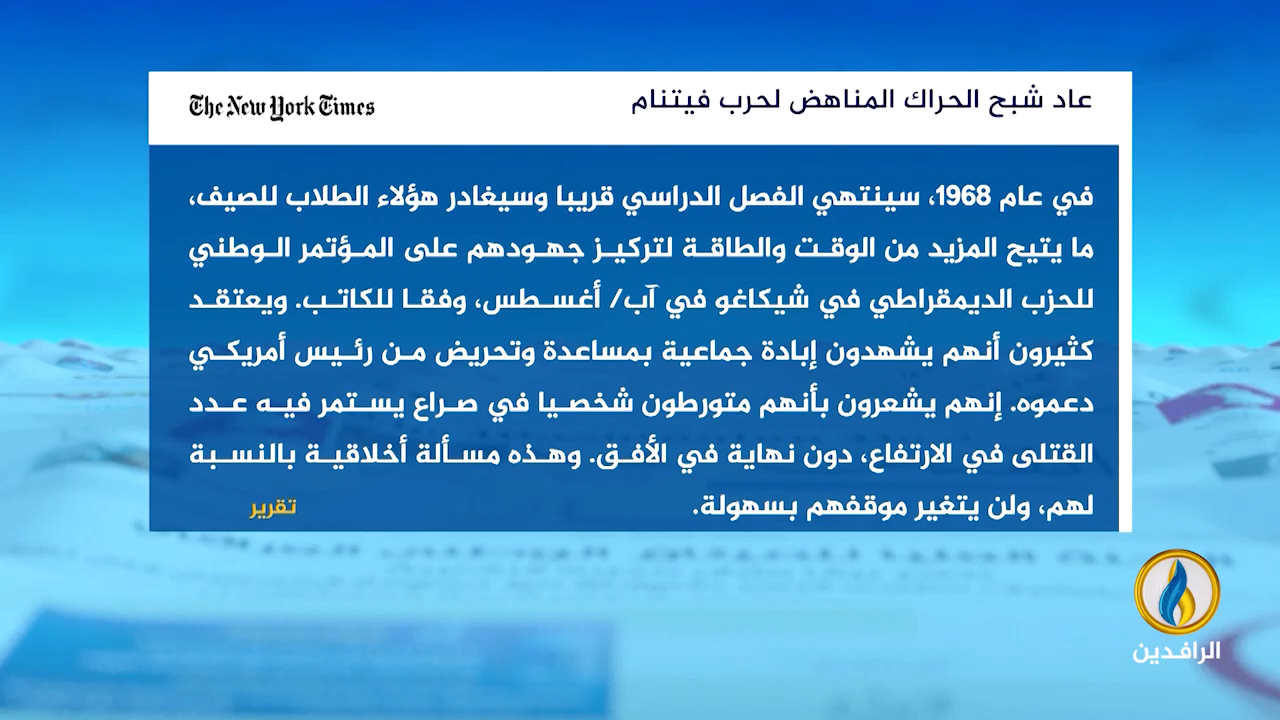 عاد شبح الحراك المناهض لحرب فيتنام
The New York Times
في عام 1968، سينتهي الفصل الدراسي قريبا وسيغادر هؤلاء الطلاب للصيف،
ما يتيح المزيد من الوقت والطاقة لتركيز جهودهم على المؤتمر الوطني
للحزب الديمقراطي في شيكاغو في آب/ أغسطس، وفقا للكاتب. ويعتقد
كثيرون أنهم يشهدون إبادة جماعية بمساعدة وتحريض من رئيس أمريكي
دعموه. إنهم يشعرون بأنهم متورطون شخصيا في صراع يستمر فيه عدد
القتلى في الارتفاع، دون نهاية في الأفق. وهذه مسألة أخلاقية بالنسبة
لهم، ولن يتغير موقفهم بسهولة.
تقرير
الرافدين